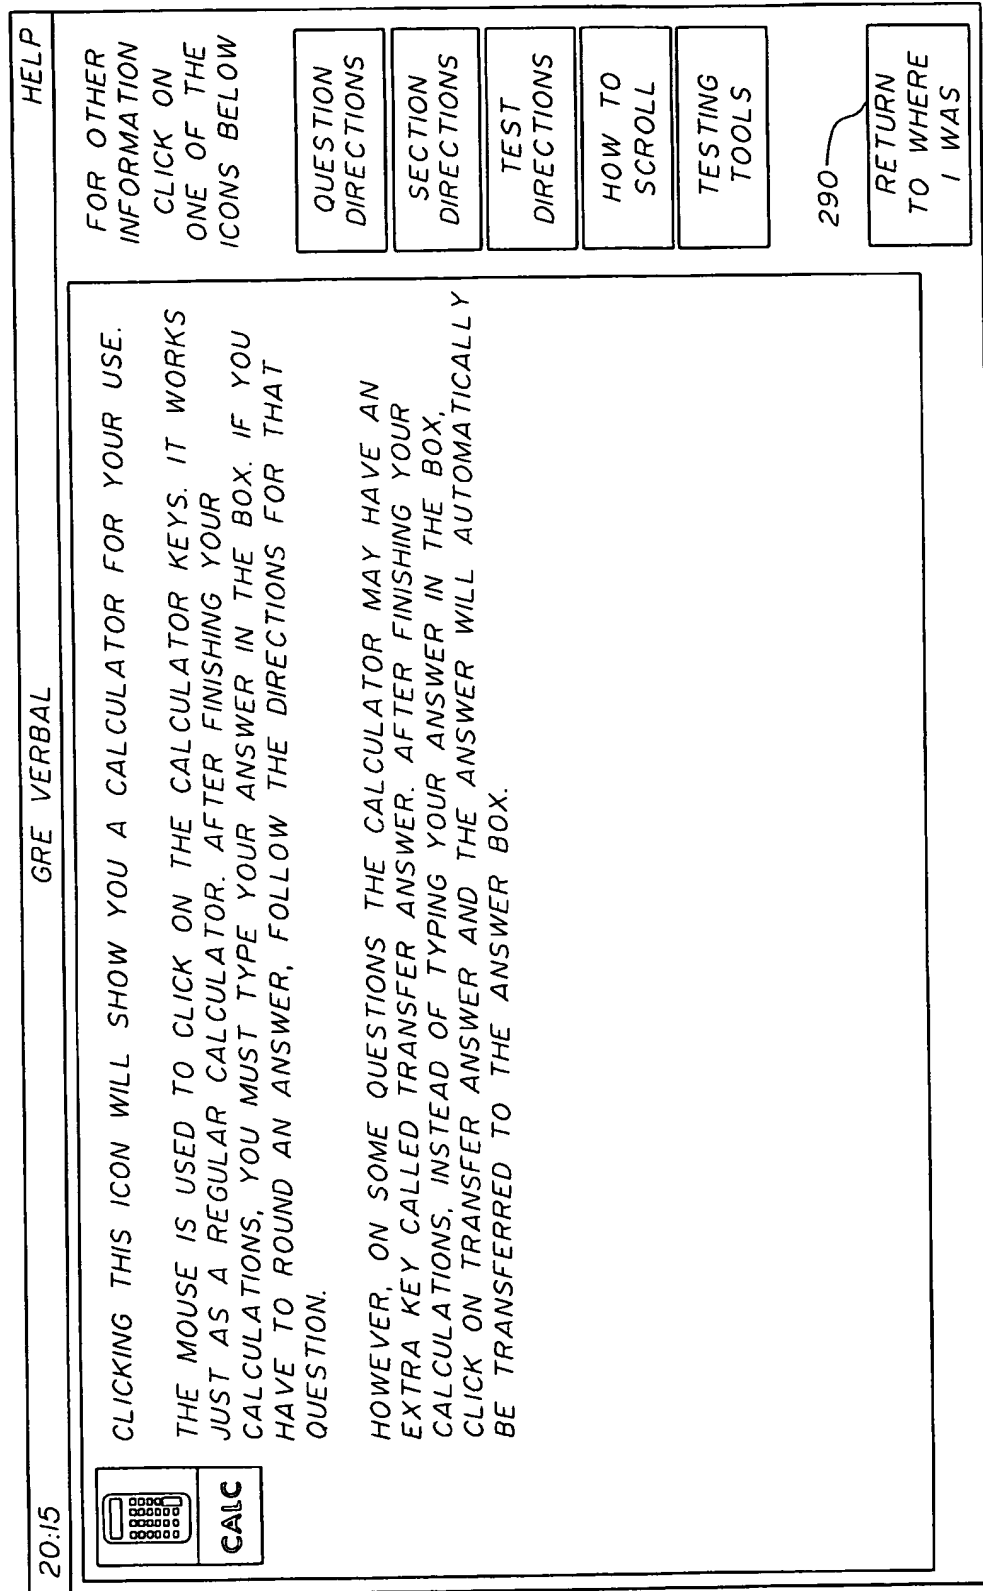 20:15
GRE VERBAL
HELP
CALC
CLICKING THIS ICON WILL SHOW YOU A CALCULATOR FOR YOUR USE.
THE MOUSE IS USED TO CLICK ON THE CALCULATOR KEYS. IT WORKS
JUST AS A REGULAR CALCULATOR. AFTER FINISHING YOUR
CALCULATIONS, YOU MUST TYPE YOUR ANSWER IN THE BOX. IF YOU
HAVE TO ROUND AN ANSWER, FOLLOW THE DIRECTIONS FOR THAT
QUESTION.
HOWEVER, ON SOME QUESTIONS THE CALCULATOR MAY HAVE AN
EXTRA KEY CALLED TRANSFER ANSWER. AFTER FINISHING YOUR
CALCULATIONS, INSTEAD OF TYPING YOUR ANSWER IN THE BOX,
CLICK ON TRANSFER ANSWER AND THE ANSWER WILL AUTOMATICALLY
BE TRANSFERRED TO THE ANSWER BOX.
FOR OTHER
INFORMATION
CLICK ON
ONE OF THE
ICONS BELOW
QUESTION
DIRECTIONS
SECTION
DIRECTIONS
TEST
DIRECTIONS
HOW TO
SCROLL
TESTING
TOOLS
290
RETURN
TO WHERE
I WAS